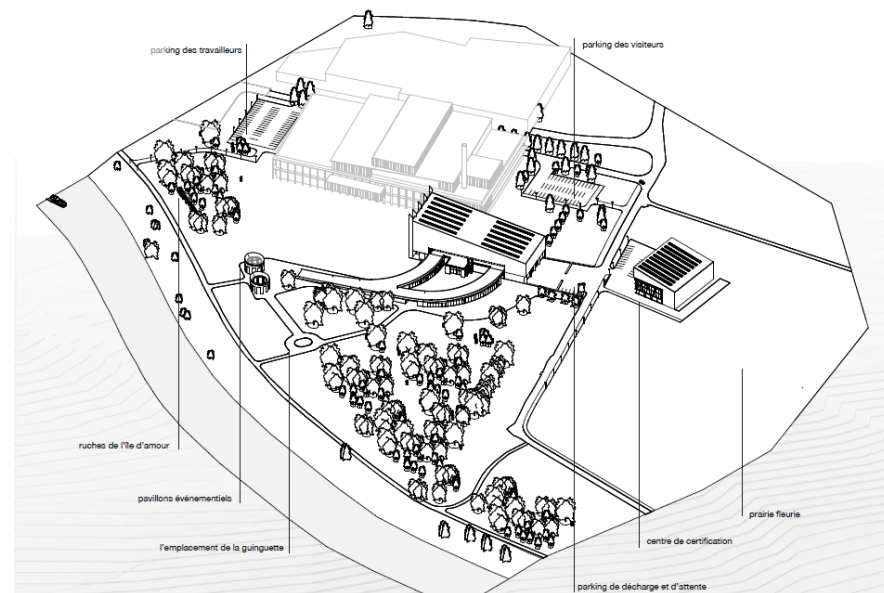 parking des travailleurs
parking des visiteurs
ruches de l'île d'amour
pavillons événementiels
prairie fleurie
l'emplacement de la guinguette
centre de certification
parking de décharge et d'attente